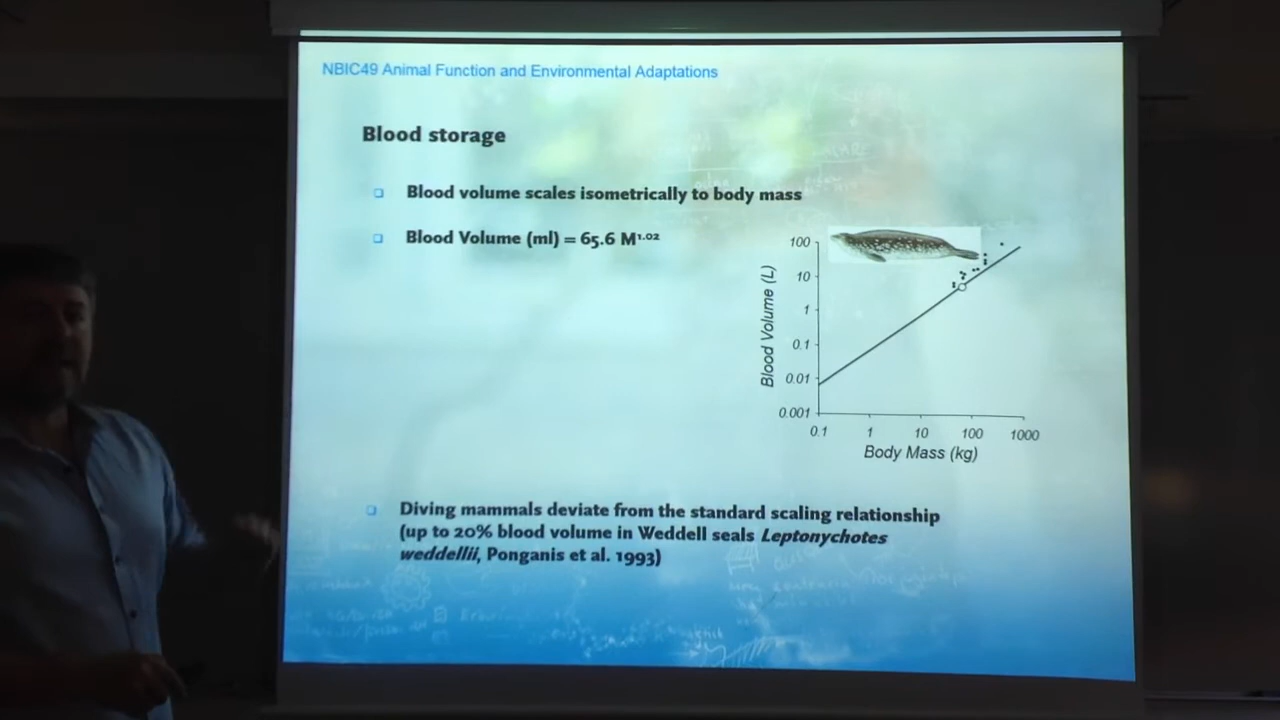 NBIC49 Animal Function and Environmental Adaptations
Blood storage
Blood volume scales isometrically to body mass
Blood Volume (ml) = 65.6 M¹·⁰²
Blood Volume (L)
100
10
1
0.1
0.01
0.001
0.1 1 10 100 1000
Body Mass (kg)
Diving mammals deviate from the standard scaling relationship
(up to 20% blood volume in Weddell seals Leptonychotes
weddellii, Ponganis et al. 1993)